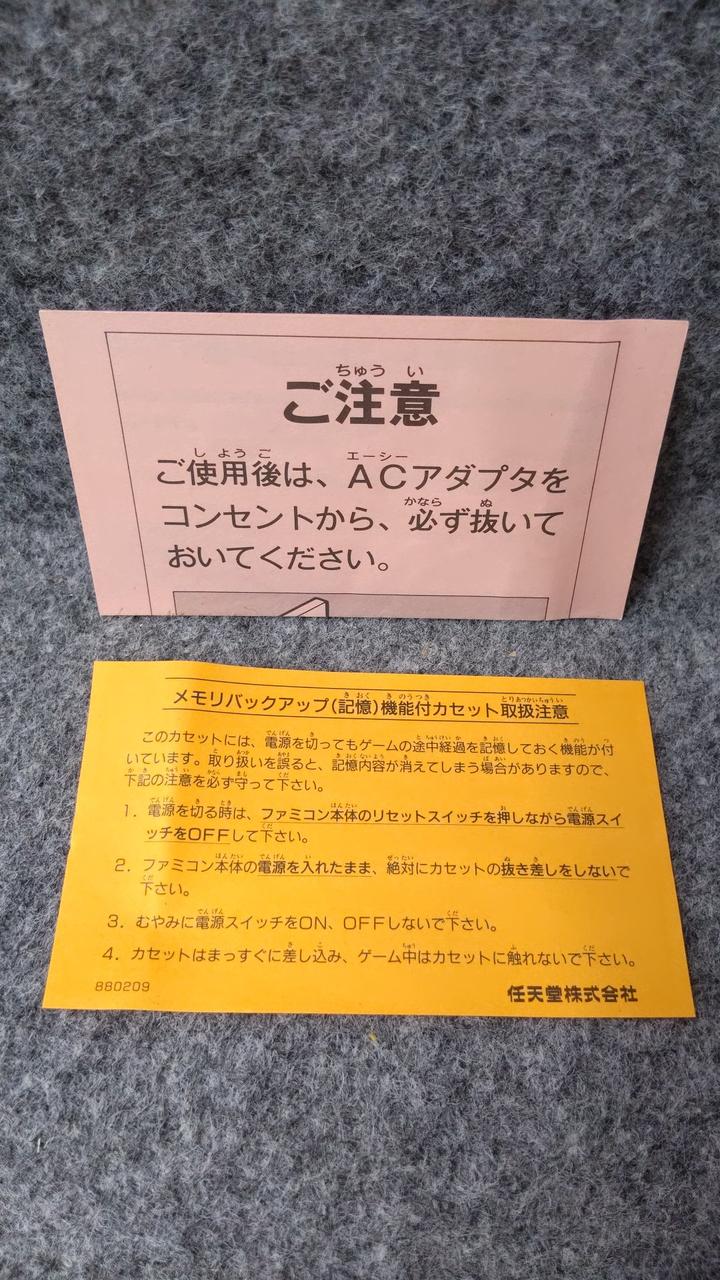 ご注意
ご使用後は、ACアダプタを
コンセントから、必ず抜いて
おいてください。
メモリバックアップ(記憶)機能付カセット取扱注意
このカセットには、電源を切ってもゲームの途中経過を記憶しておく機能が付
いています。取り扱いを誤ると、記憶内容が消えてしまう場合がありますので、
下記の注意を必ず守って下さい。
1. 電源を切る時は、ファミコン本体のリセットスイッチを押しながら電源スイ
ッチをOFFして下さい。
2. ファミコン本体の電源を入れたまま、絶対にカセットの抜き差しをしないで
下さい。
3. むやみに電源スイッチをON、OFFしないで下さい。
4. カセットはまっすぐに差し込み、ゲーム中はカセットに触れないで下さい。
880209
任天堂株式会社